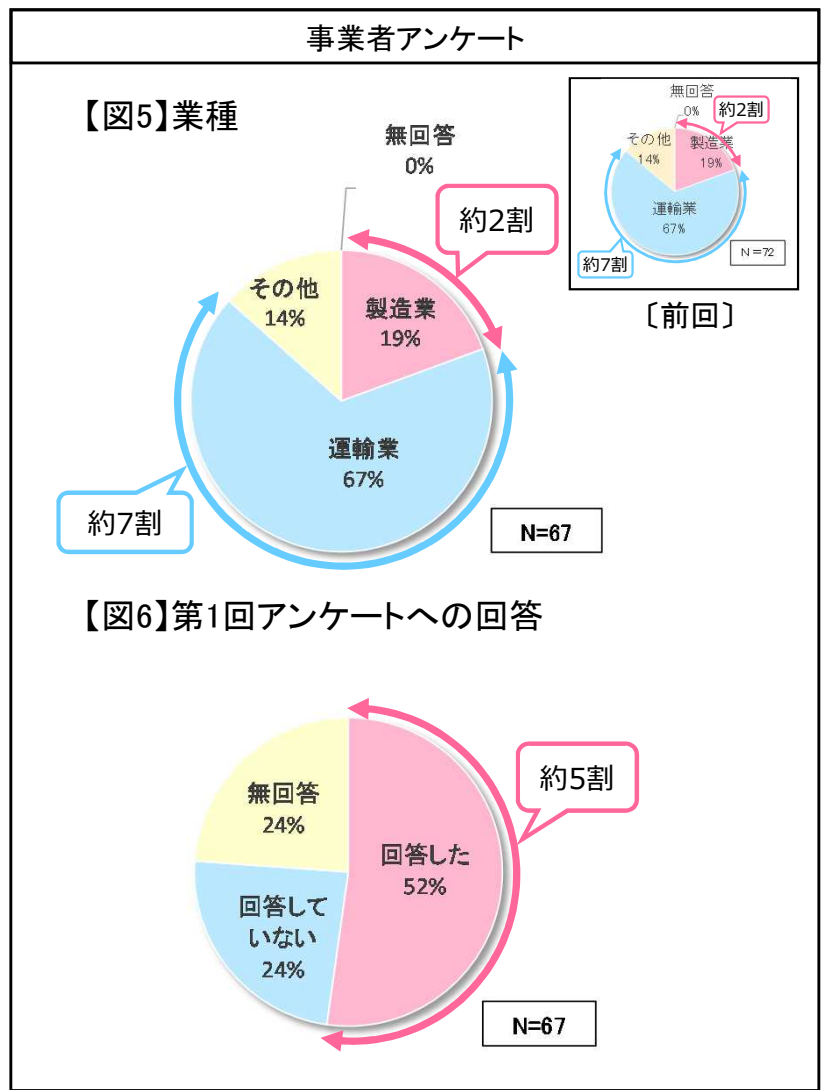 事業者アンケート
【図5】業種
無回答
0%
約2割
その他
14%
製造業
19%
運輸業
67%
約7割
N=67
無回答
0%
約2割
その他
14%
製造業
19%
運輸業
67%
約7割
N=72
〔前回〕
【図6】第1回アンケートへの回答
無回答
24%
約5割
回答した
52%
回答して
いない
24%
N=67